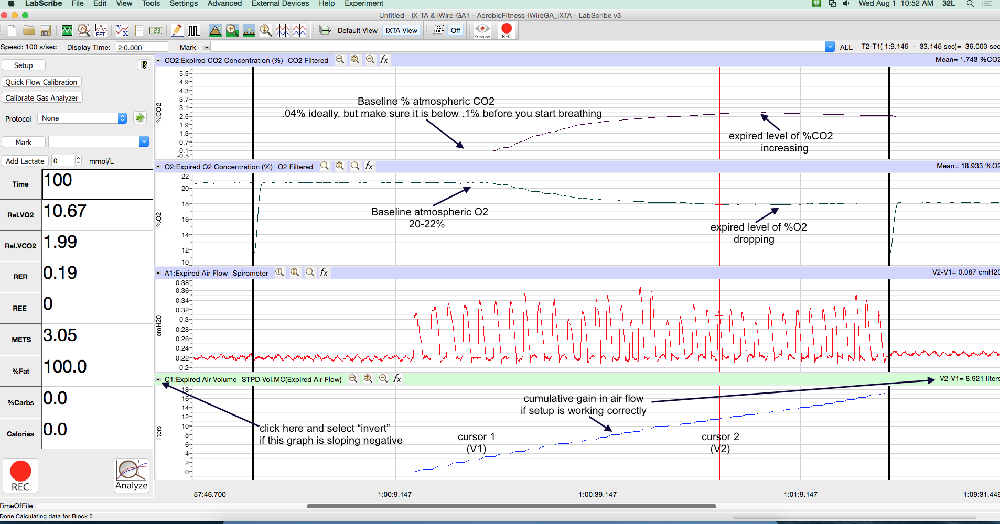 LabScribe File Edit View Tools Settings Advanced External Devices Help Experiment Wed Aug 1 10:52 AM 32L
Untitled - IX-TA & iWire-GA1 - AerobicFitness-iWireGA_IXTA - LabScribe v3
FFT Y X 123 Default View IXTA View 01 10 Off Preview REC
Speed: 100 s/sec Display Time: 2:0.000 Mark ALL T2-T1( 1:9.145 - 33.145 sec)= 36.000 sec
Setup ?
Quick Flow Calibration
Calibrate Gas Analyzer
Protocol None
Mark
Add Lactate 0 mmol/L
Time 100
Rel.VO2 10.67
Rel.VCO2 1.99
RER 0.19
REE 0
METS 3.05
%Fat 100.0
%Carbs 0.0
Calories 0.0
REC Analyze
CO2:Expired CO2 Concentration (%) CO2 Filtered fx Mean= 1.743 %CO2
%CO2
5.5
4.9
4.3
3.7
3.1
2.5
1.9
1.3
0.7
0.1
-0.5
Baseline % atmospheric CO2
.04% ideally, but make sure it is below .1% before you start breathing
expired level of %CO2
increasing
O2:Expired O2 Concentration (%) O2 Filtered fx Mean= 18.933 %O2
%O2
22
20
18
16
14
12
10
Baseline atmospheric O2
20-22%
expired level of %O2
dropping
A1:Expired Air Flow Spirometer fx V2-V1= 0.087 cmH20
cmH20
0.38
0.36
0.34
0.32
0.3
0.28
0.26
0.24
0.22
0.2
C1:Expired Air Volume STPD Vol.MC(Expired Air Flow) fx V2-V1= 8.921 liters
liters
18
16
14
12
10
8
6
4
2
0
cumulative gain in air flow
if setup is working correctly
click here and select “invert”
if this graph is sloping negative
cursor 1
(V1)
cursor 2
(V2)
57:46.700 1:00:9.147 1:00:39.147 1:01:9.147 1:09:31.449
TimeOfFile
Done Calculating data for Block 5